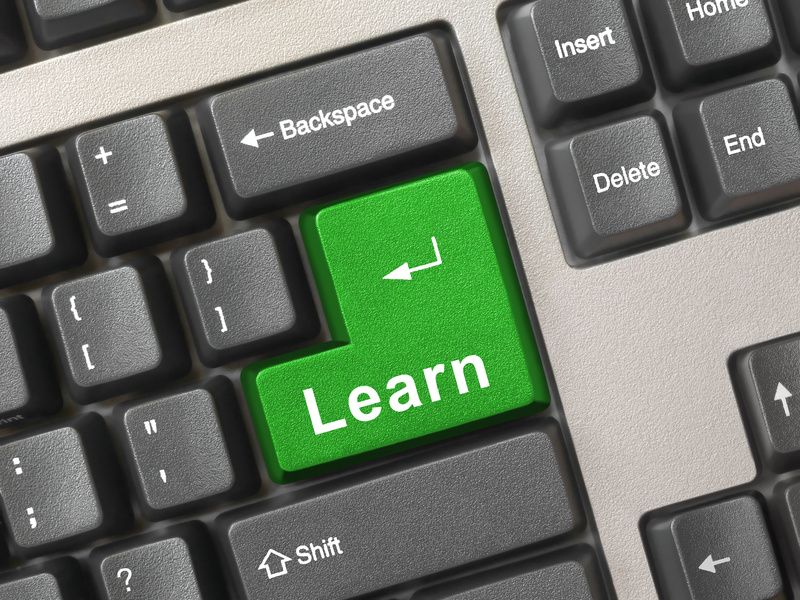 Insert
Home
← Backspace
+
=
Delete
End
{
[
}
]
Learn
:
;
"
'
⇧ Shift
?